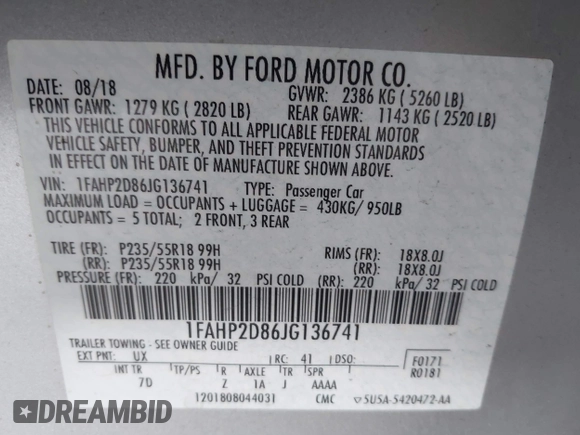 MFD. BY FORD MOTOR CO.
DATE: 08/18 GVWR: 2386 KG ( 5260 LB)
FRONT GAWR: 1279 KG ( 2820 LB) REAR GAWR: 1143 KG ( 2520 LB)
THIS VEHICLE CONFORMS TO ALL APPLICABLE FEDERAL MOTOR
VEHICLE SAFETY, BUMPER, AND THEFT PREVENTION STANDARDS
IN EFFECT ON THE DATE OF MANUFACTURE SHOWN ABOVE.
VIN: 1FAHP2D86JG136741 TYPE: Passenger Car
MAXIMUM LOAD = OCCUPANTS + LUGGAGE = 430KG/ 950LB
OCCUPANTS = 5 TOTAL; 2 FRONT, 3 REAR
TIRE (FR): P235/55R18 99H RIMS (FR): 18X8.0J
(RR): P235/55R18 99H (RR): 18X8.0J
PRESSURE (FR): 220 kPa/ 32 PSI COLD (RR): 220 kPa/ 32 PSI COLD
1FAHP2D86JG136741
TRAILER TOWING - SEE OWNER GUIDE
EXT PNT: UX RC: 41 DSO: F0171
INT TR TP/PS R AXLE TR SPR R0181
7D Z 1A J AAAA
1201808044031 CMC 5USA-5420472-AA
DREAMBID